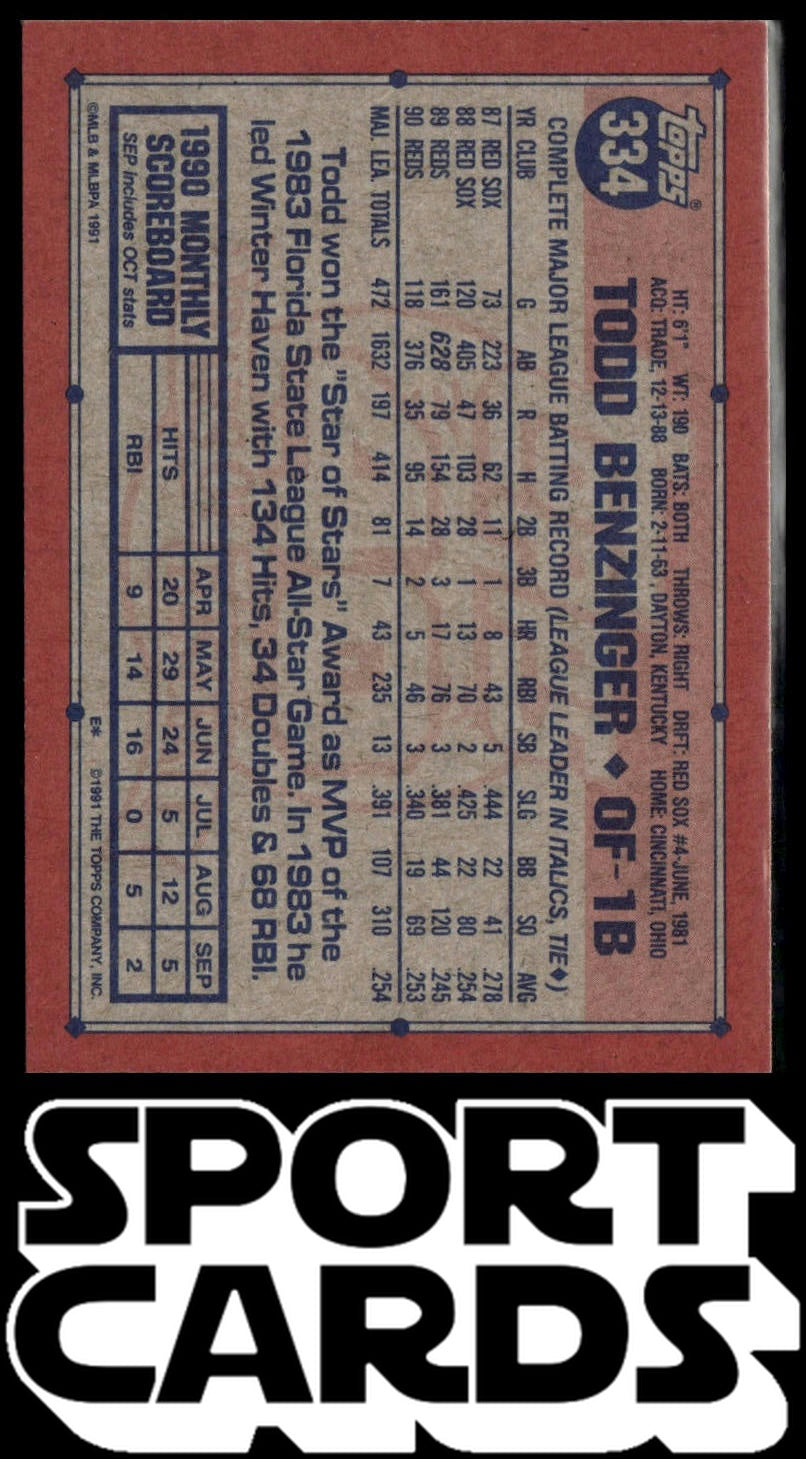 Topps®
334
HT: 6'1" WT: 190 BATS: BOTH THROWS: RIGHT DRFT: RED SOX #4-JUNE, 1981
ACQ: TRADE, 12-13-88 BORN: 2-11-63, DAYTON, KENTUCKY HOME: CINCINNATI, OHIO
TODD BENZINGER ♦ OF-1B
COMPLETE MAJOR LEAGUE BATTING RECORD (LEAGUE LEADER IN ITALICS, TIE♦)
YR CLUB G AB R H 2B 3B HR RBI SB SLG BB SO AVG
87 RED SOX 73 223 36 62 11 1 8 43 5 .444 22 41 .278
88 RED SOX 120 405 47 103 28 1 13 70 2 .425 22 80 .254
89 REDS 161 628 79 154 28 3 17 76 3 .381 44 120 .245
90 REDS 118 376 35 95 14 2 5 46 3 .340 19 69 .253
MAJ. LEA. TOTALS 472 1632 197 414 81 7 43 235 13 .391 107 310 .254
Todd won the "Star of Stars" Award as MVP of the
1983 Florida State League All-Star Game. In 1983 he
led Winter Haven with 134 Hits, 34 Doubles & 68 RBI.
1990 MONTHLY
SCOREBOARD
SEP includes OCT stats
APR MAY JUN JUL AUG SEP
HITS 20 29 24 5 12 5
RBI 9 14 16 0 5 2
©MLB & MLBPA 1991 E* ©1991 THE TOPPS COMPANY, INC.
SPORT
CARDS